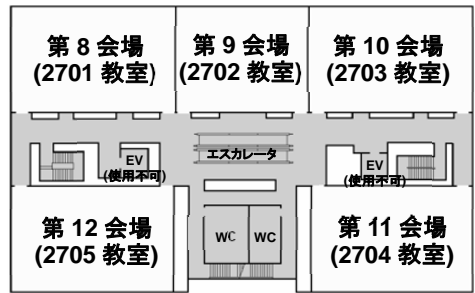 第 8 会場
(2701 教室)
第 9 会場
(2702 教室)
第 10 会場
(2703 教室)
エスカレータ
EV
(使用不可)
EV
(使用不可)
第 12 会場
(2705 教室)
WC
WC
第 11 会場
(2704 教室)